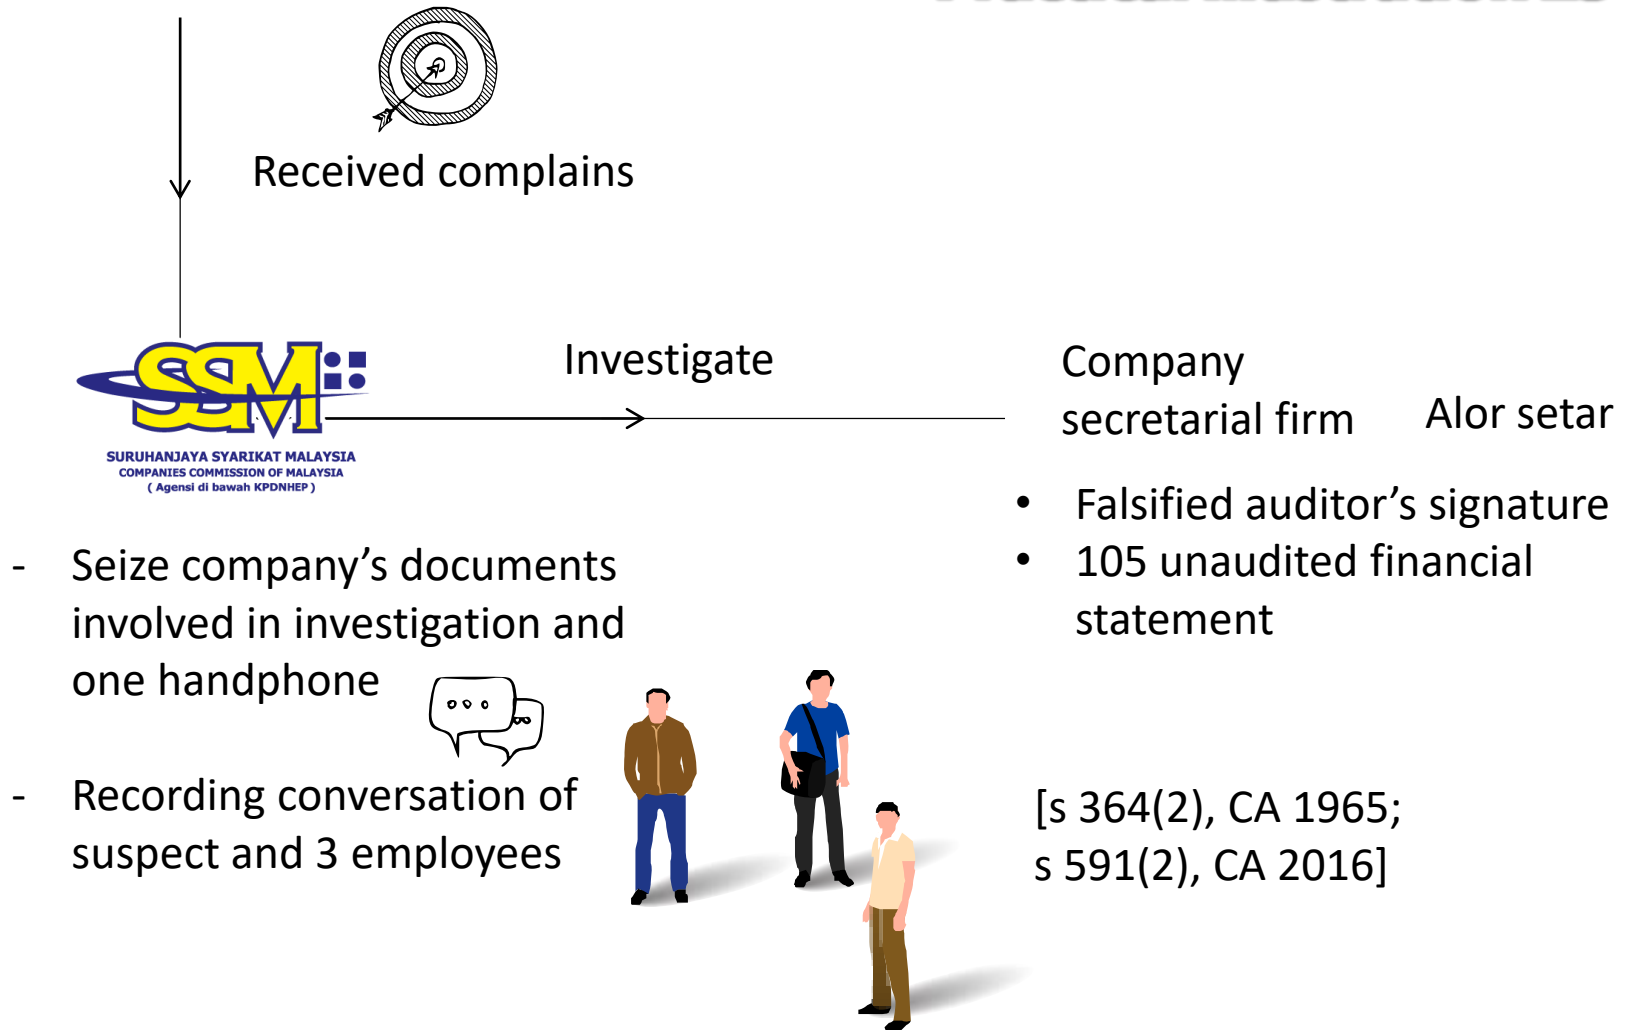 Received complains
SSM
SURUHANJAYA SYARIKAT MALAYSIA
COMPANIES COMMISSION OF MALAYSIA
( Agensi di bawah KPDNHEP )
Investigate
Company
secretarial firm
Alor setar
• Falsified auditor’s signature
• 105 unaudited financial
statement
- Seize company’s documents
involved in investigation and
one handphone
- Recording conversation of
suspect and 3 employees
[s 364(2), CA 1965;
s 591(2), CA 2016]